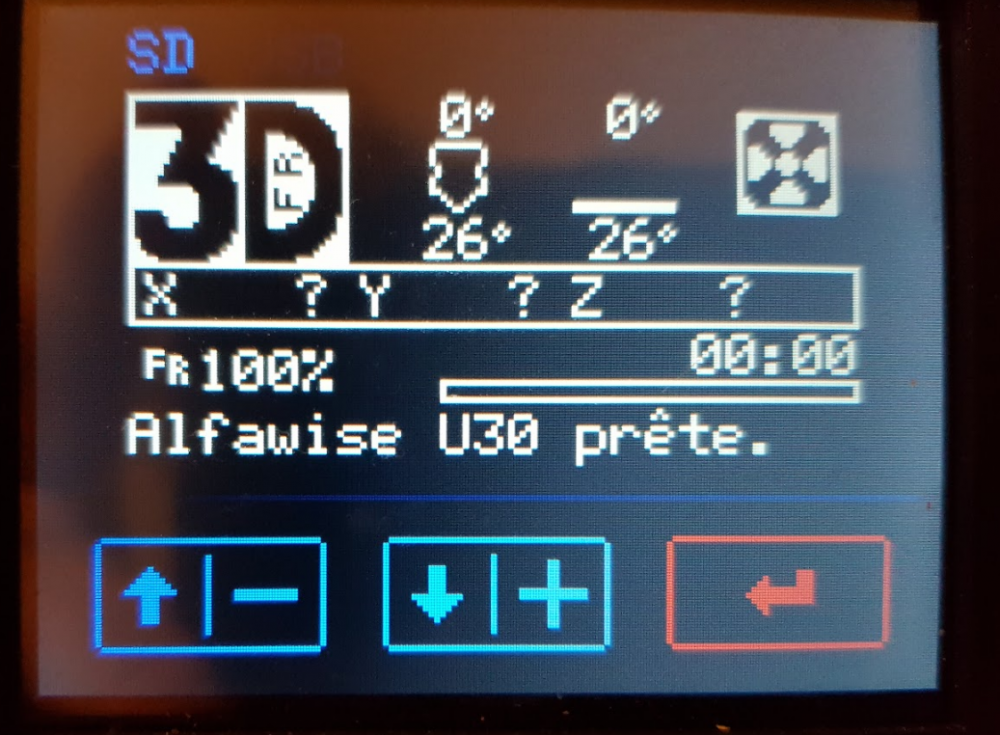 SD
3D
FR
0° 0°
26° 26°
X ? Y ? Z ?
FR 100% 00:00
Alfawise U30 prête.